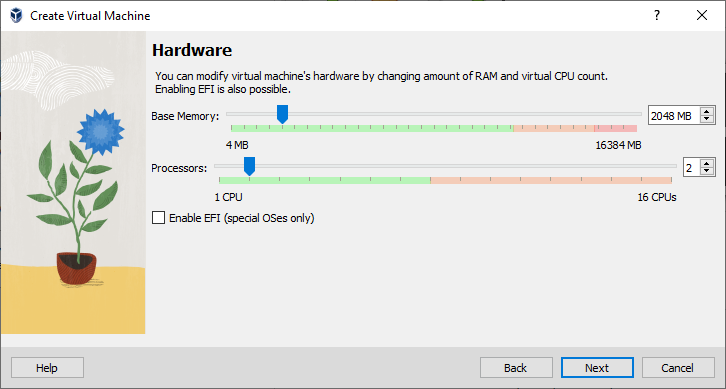 Create Virtual Machine
?
Hardware
You can modify virtual machine's hardware by changing amount of RAM and virtual CPU count.
Enabling EFI is also possible.
Base Memory: 2048 MB
4 MB 16384 MB
Processors: 2
1 CPU 16 CPUs
Enable EFI (special OSes only)
Help Back Next Cancel